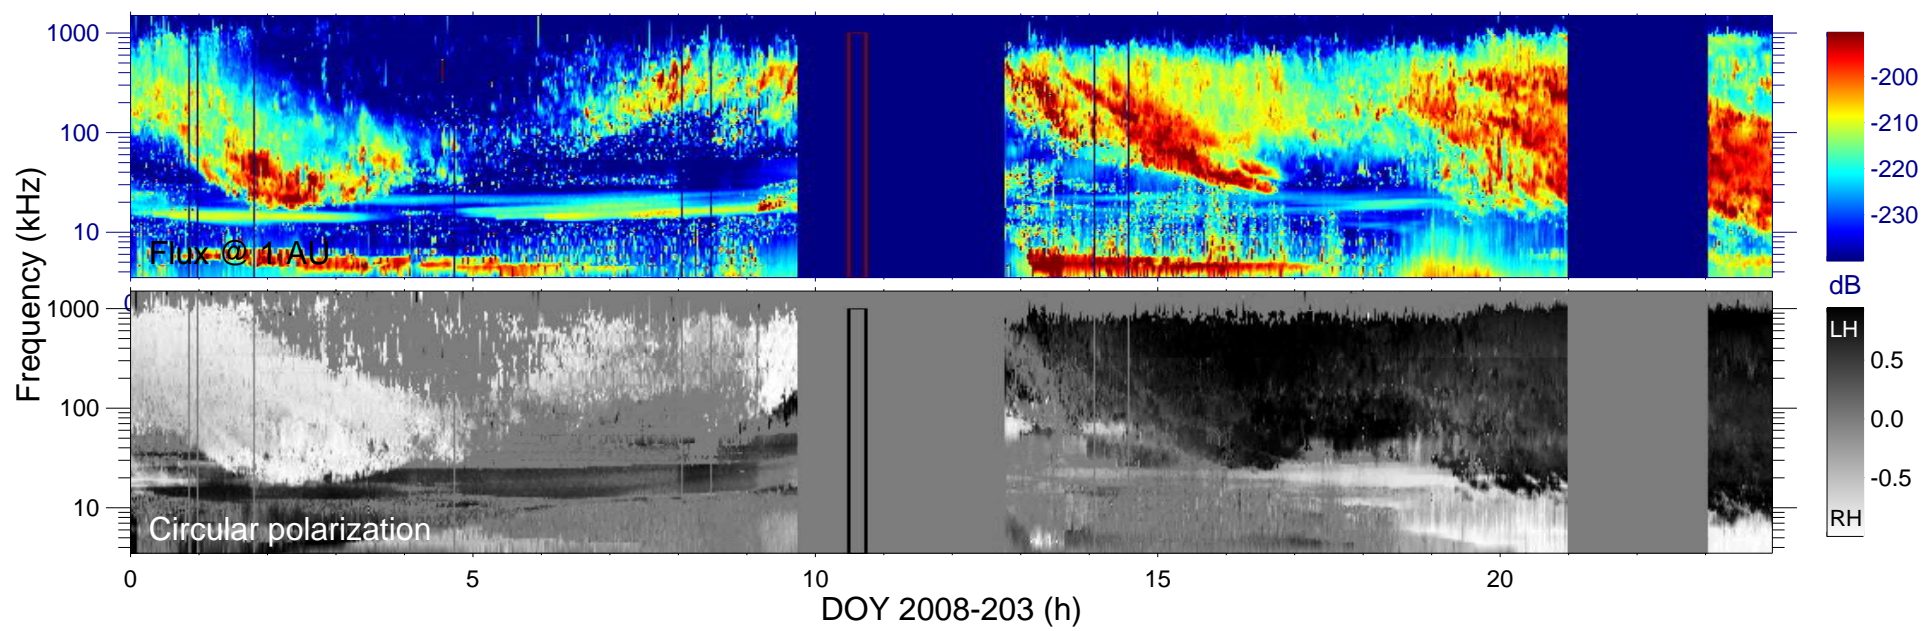 1000
100
10
Flux @ 1 AU
-200
-210
-220
-230
dB
0
Frequency (kHz)
1000
100
10
Circular polarization
LH
0.5
0.0
-0.5
RH
0
5
10
15
20
DOY 2008-203 (h)